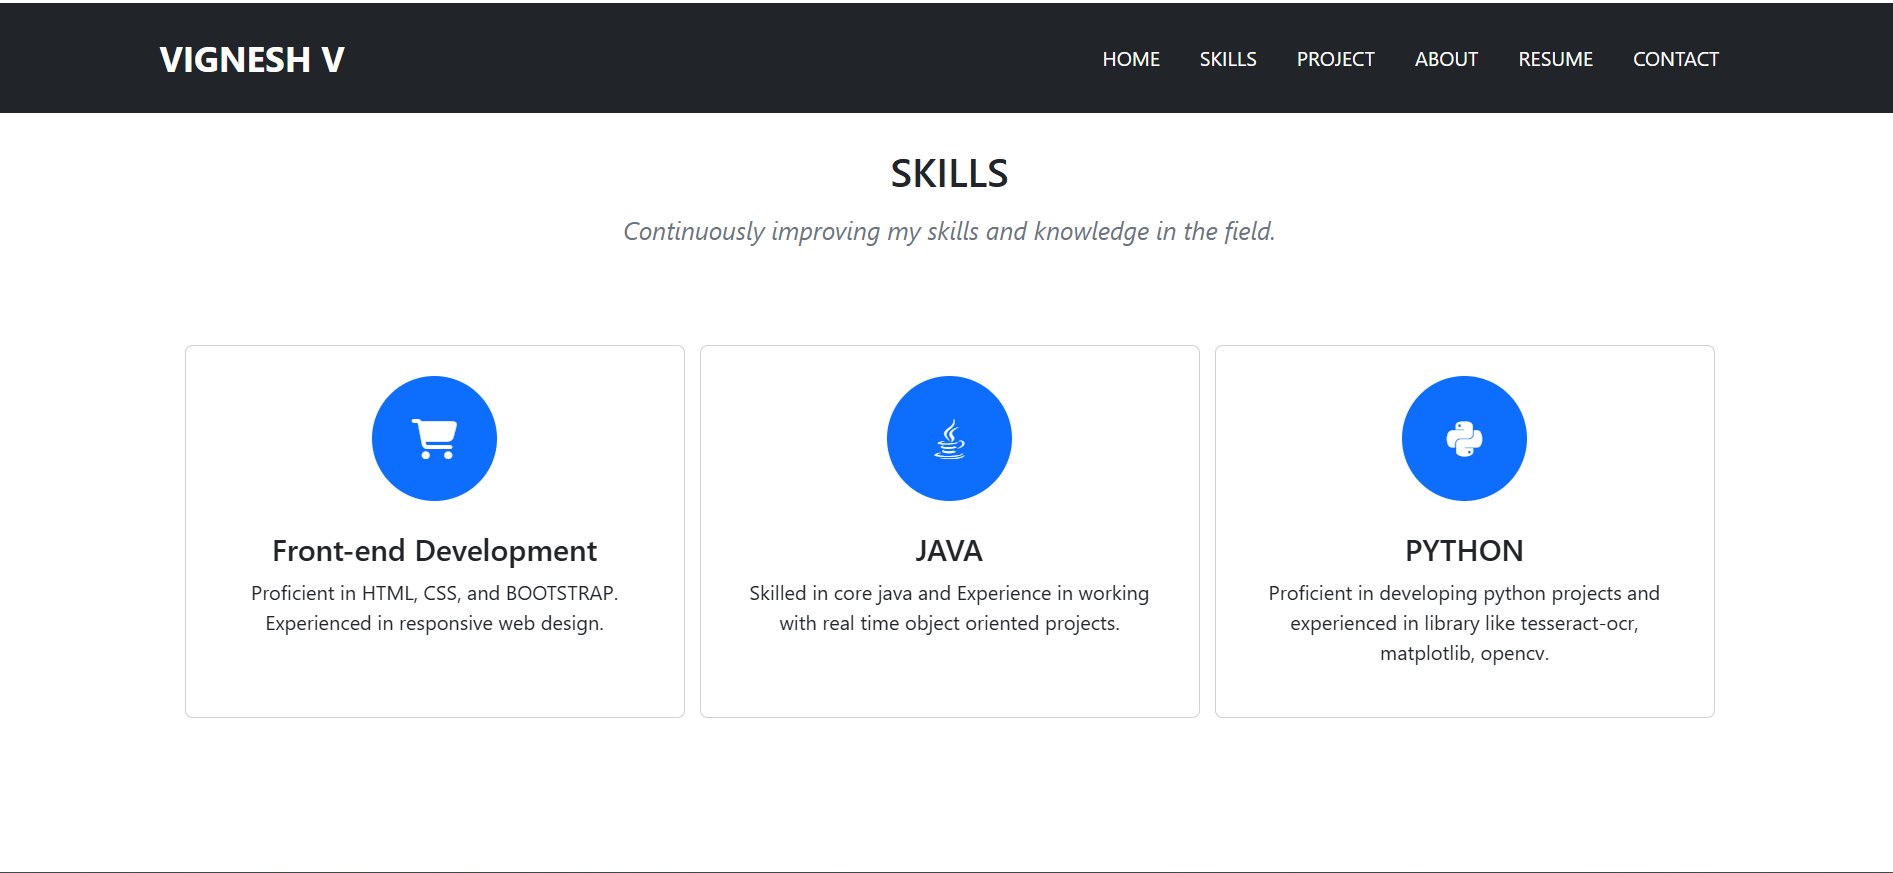 VIGNESH V
HOME SKILLS PROJECT ABOUT RESUME CONTACT
SKILLS
Continuously improving my skills and knowledge in the field.
Front-end Development
Proficient in HTML, CSS, and BOOTSTRAP.
Experienced in responsive web design.
JAVA
Skilled in core java and Experience in working
with real time object oriented projects.
PYTHON
Proficient in developing python projects and
experienced in library like tesseract-ocr,
matplotlib, opencv.